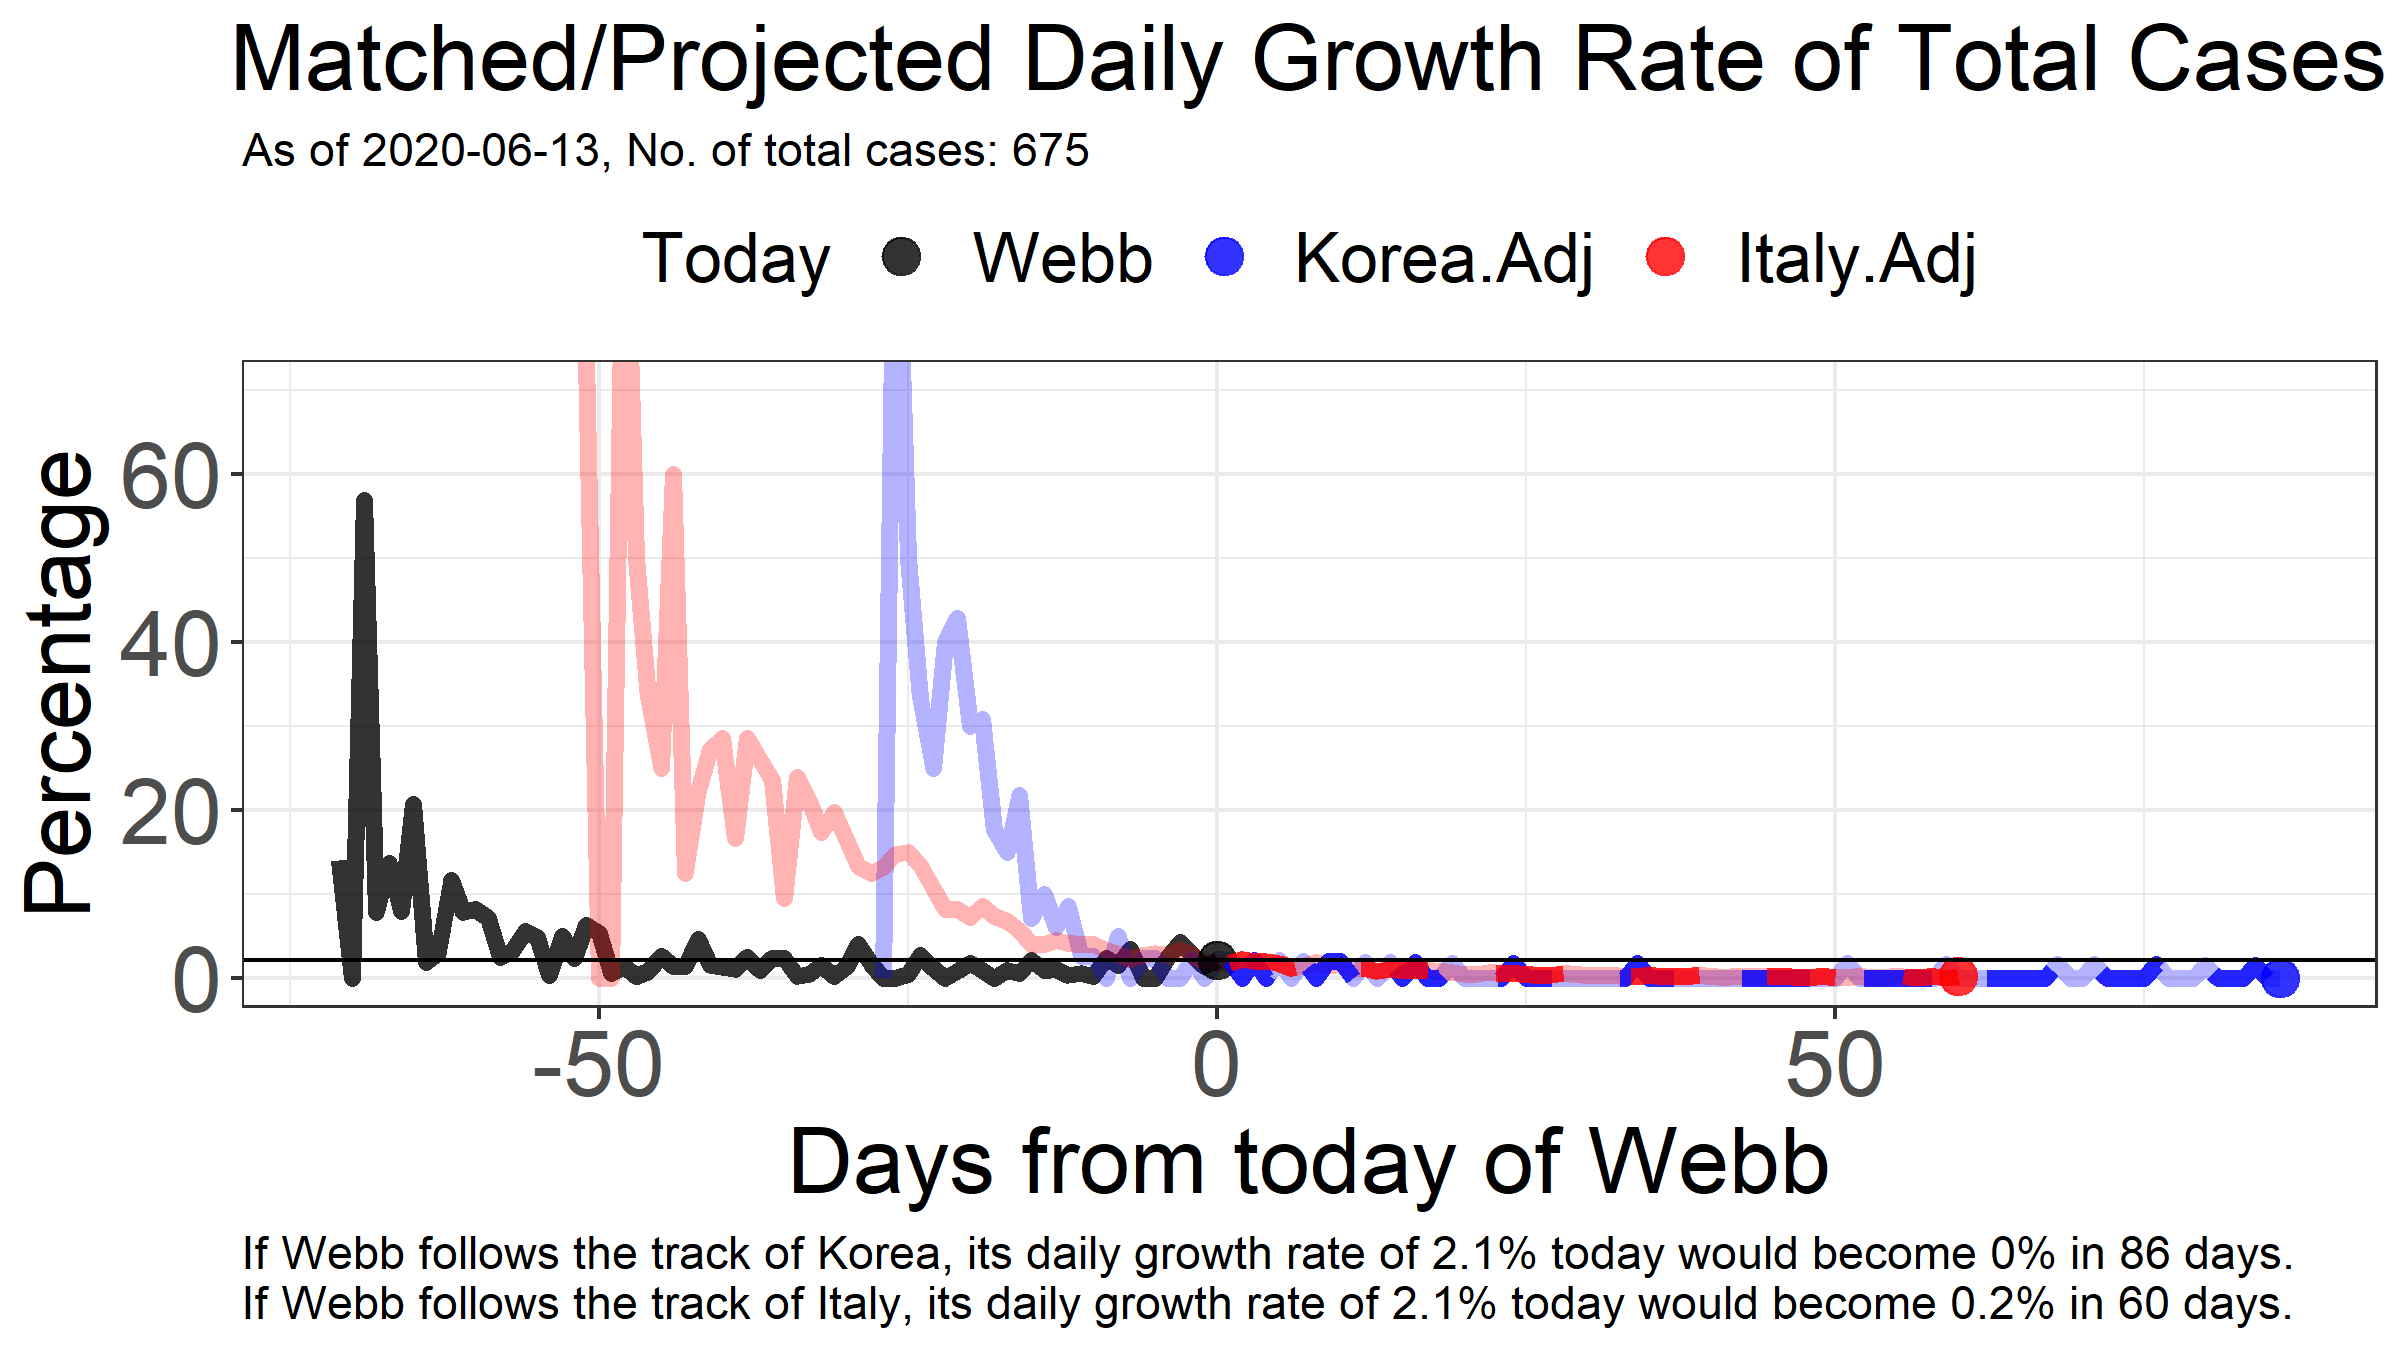 Matched/Projected Daily Growth Rate of Total Cases
As of 2020-06-13, No. of total cases: 675
Today Webb Korea.Adj Italy.Adj
Percentage
60
40
20
0
-50 0 50
Days from today of Webb
If Webb follows the track of Korea, its daily growth rate of 2.1% today would become 0% in 86 days.
If Webb follows the track of Italy, its daily growth rate of 2.1% today would become 0.2% in 60 days.